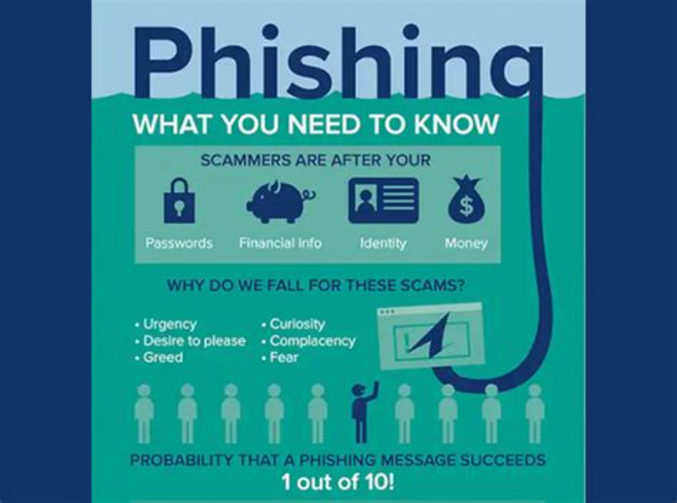 Phishing
WHAT YOU NEED TO KNOW
SCAMMERS ARE AFTER YOUR
Passwords Financial Info Identity Money
$
WHY DO WE FALL FOR THESE SCAMS?
• Urgency
• Desire to please
• Greed
• Curiosity
• Complacency
• Fear
PROBABILITY THAT A PHISHING MESSAGE SUCCEEDS
1 out of 10!